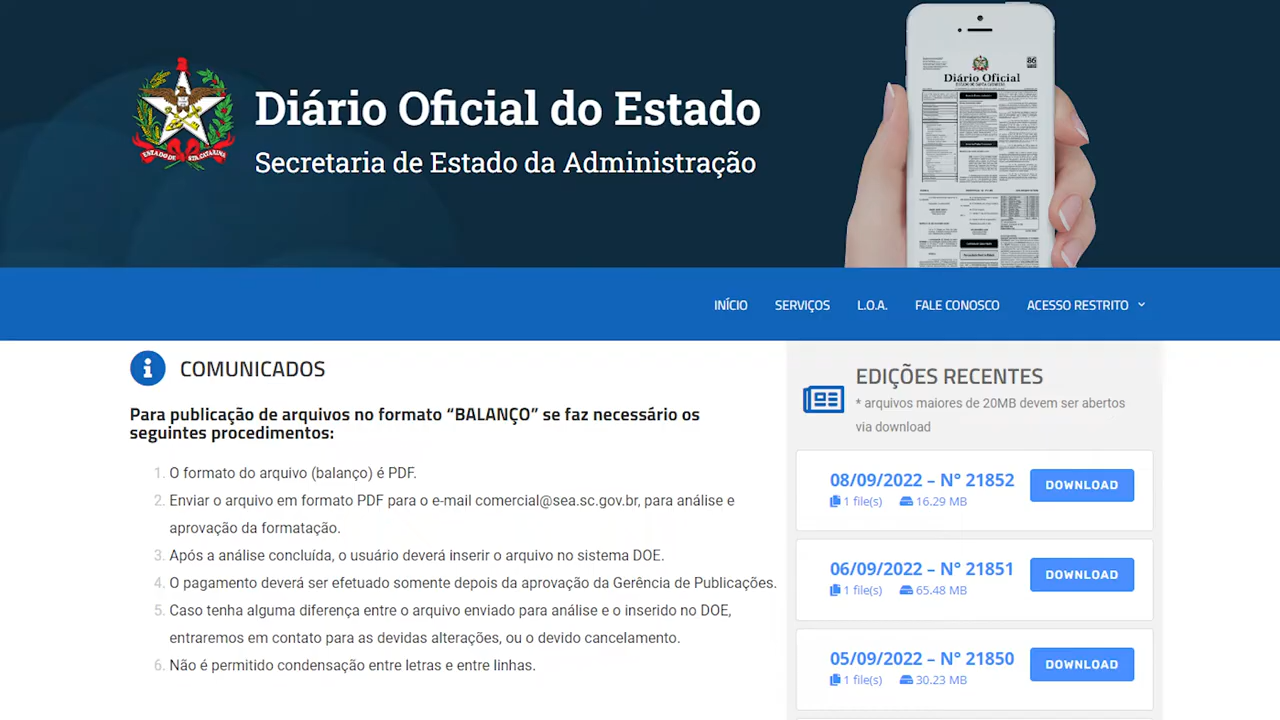 Diário Oficial do Estado
Secretaria de Estado da Administração
ESTADO DE STA. CATARINA
Diário Oficial
86
INÍCIO SERVIÇOS L.O.A. FALE CONOSCO ACESSO RESTRITO
COMUNICADOS
Para publicação de arquivos no formato “BALANÇO” se faz necessário os
seguintes procedimentos:
1. O formato do arquivo (balanço) é PDF.
2. Enviar o arquivo em formato PDF para o e-mail comercial@sea.sc.gov.br, para análise e
aprovação da formatação.
3. Após a análise concluída, o usuário deverá inserir o arquivo no sistema DOE.
4. O pagamento deverá ser efetuado somente depois da aprovação da Gerência de Publicações.
5. Caso tenha alguma diferença entre o arquivo enviado para análise e o inserido no DOE,
entraremos em contato para as devidas alterações, ou o devido cancelamento.
6. Não é permitido condensação entre letras e entre linhas.
EDIÇÕES RECENTES
* arquivos maiores de 20MB devem ser abertos
via download
08/09/2022 – N° 21852
1 file(s) 16.29 MB
DOWNLOAD
06/09/2022 – N° 21851
1 file(s) 65.48 MB
DOWNLOAD
05/09/2022 – N° 21850
1 file(s) 30.23 MB
DOWNLOAD